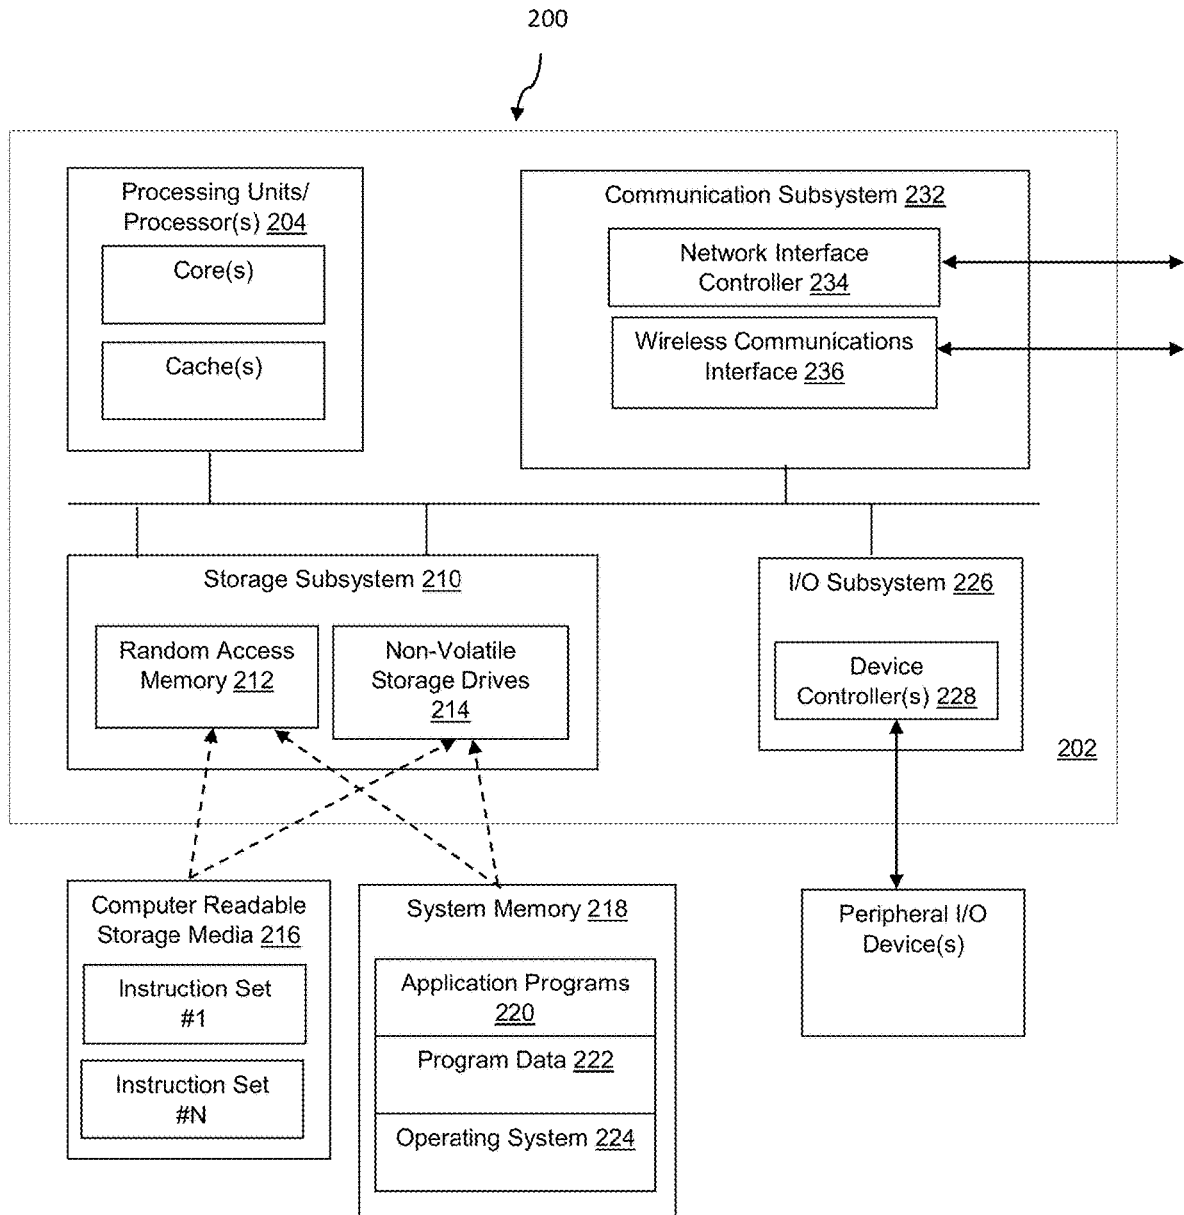 200
Processing Units/
Processor(s) 204
Core(s)
Cache(s)
Communication Subsystem 232
Network Interface
Controller 234
Wireless Communications
Interface 236
Storage Subsystem 210
Random Access
Memory 212
Non-Volatile
Storage Drives
214
I/O Subsystem 226
Device
Controller(s) 228
202
Computer Readable
Storage Media 216
Instruction Set
#1
Instruction Set
#N
System Memory 218
Application Programs
220
Program Data 222
Operating System 224
Peripheral I/O
Device(s)